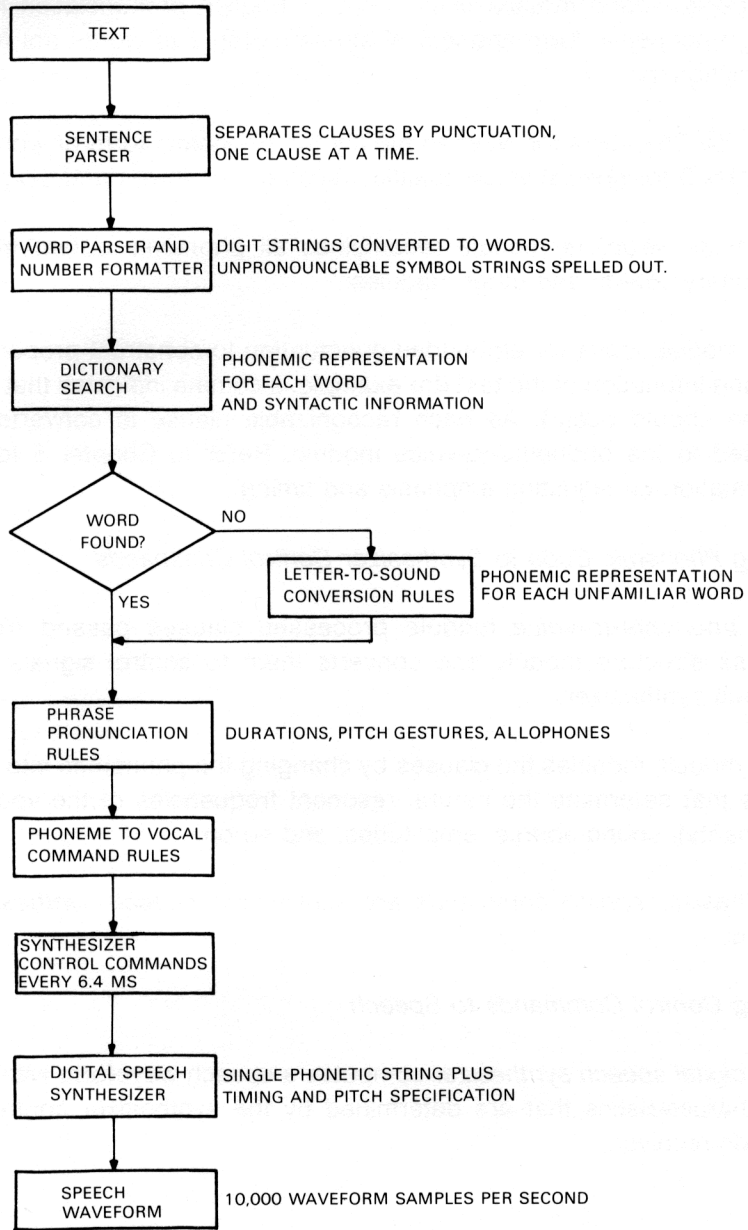 TEXT
SENTENCE
PARSER
SEPARATES CLAUSES BY PUNCTUATION,
ONE CLAUSE AT A TIME.
WORD PARSER AND
NUMBER FORMATTER
DIGIT STRINGS CONVERTED TO WORDS.
UNPRONOUNCEABLE SYMBOL STRINGS SPELLED OUT.
DICTIONARY
SEARCH
PHONEMIC REPRESENTATION
FOR EACH WORD
AND SYNTACTIC INFORMATION
WORD
FOUND?
NO
LETTER-TO-SOUND
CONVERSION RULES
PHONEMIC REPRESENTATION
FOR EACH UNFAMILIAR WORD
YES
PHRASE
PRONUNCIATION
RULES
DURATIONS, PITCH GESTURES, ALLOPHONES
PHONEME TO VOCAL
COMMAND RULES
SYNTHESIZER
CONTROL COMMANDS
EVERY 6.4 MS
DIGITAL SPEECH
SYNTHESIZER
SINGLE PHONETIC STRING PLUS
TIMING AND PITCH SPECIFICATION
SPEECH
WAVEFORM
10,000 WAVEFORM SAMPLES PER SECOND